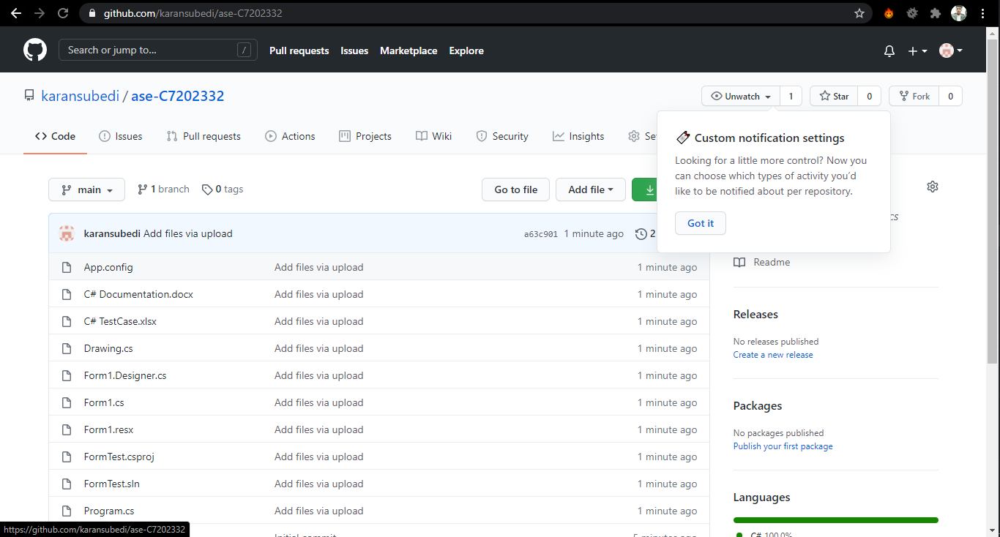 github.com/karansubedi/ase-C7202332
Search or jump to... /
Pull requests Issues Marketplace Explore
karansubedi / ase-C7202332
Unwatch 1 Star 0 Fork 0
Code Issues Pull requests Actions Projects Wiki Security Insights
Custom notification settings
Looking for a little more control? Now you
can choose which types of activity you'd
like to be notified about per repository.
Got it
main 1 branch 0 tags Go to file Add file
karansubedi Add files via upload a63c901 1 minute ago 2
App.config Add files via upload 1 minute ago
C# Documentation.docx Add files via upload 1 minute ago
C# TestCase.xlsx Add files via upload 1 minute ago
Drawing.cs Add files via upload 1 minute ago
Form1.Designer.cs Add files via upload 1 minute ago
Form1.cs Add files via upload 1 minute ago
Form1.resx Add files via upload 1 minute ago
FormTest.csproj Add files via upload 1 minute ago
FormTest.sln Add files via upload 1 minute ago
Program.cs Add files via upload 1 minute ago
Initial commit 5 minutes ago
Readme
Releases
No releases published
Create a new release
Packages
No packages published
Publish your first package
Languages
C# 100.0%
https://github.com/karansubedi/ase-C7202332